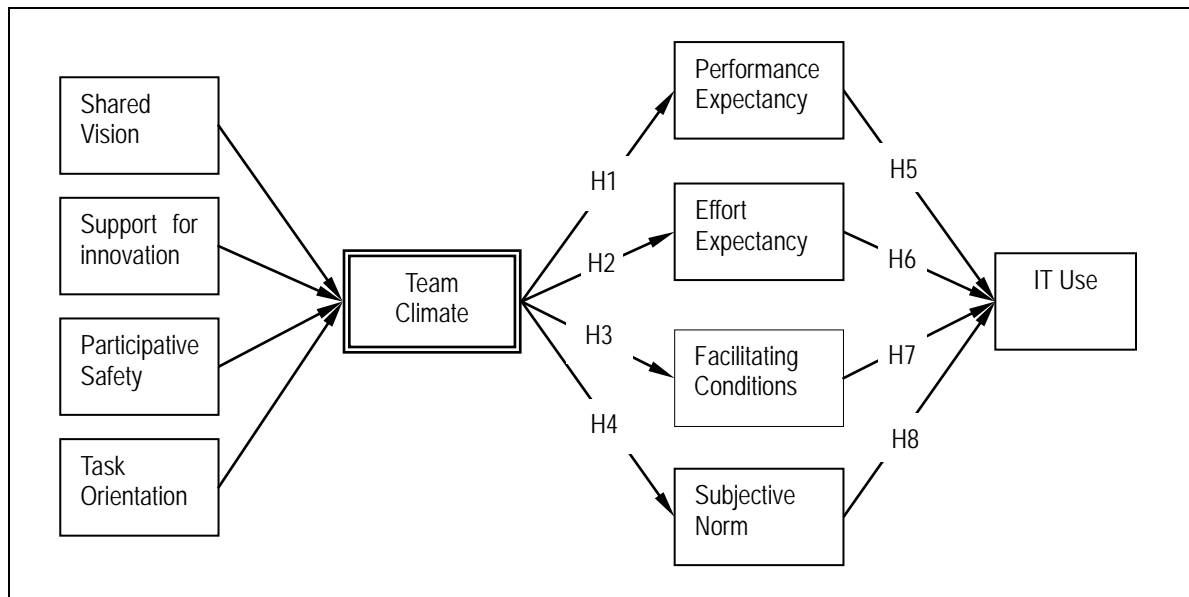 Shared
Vision
Support for
innovation
Participative
Safety
Task
Orientation
Team
Climate
H1
H2
H3
H4
Performance
Expectancy
Effort
Expectancy
Facilitating
Conditions
Subjective
Norm
H5
H6
H7
H8
IT Use